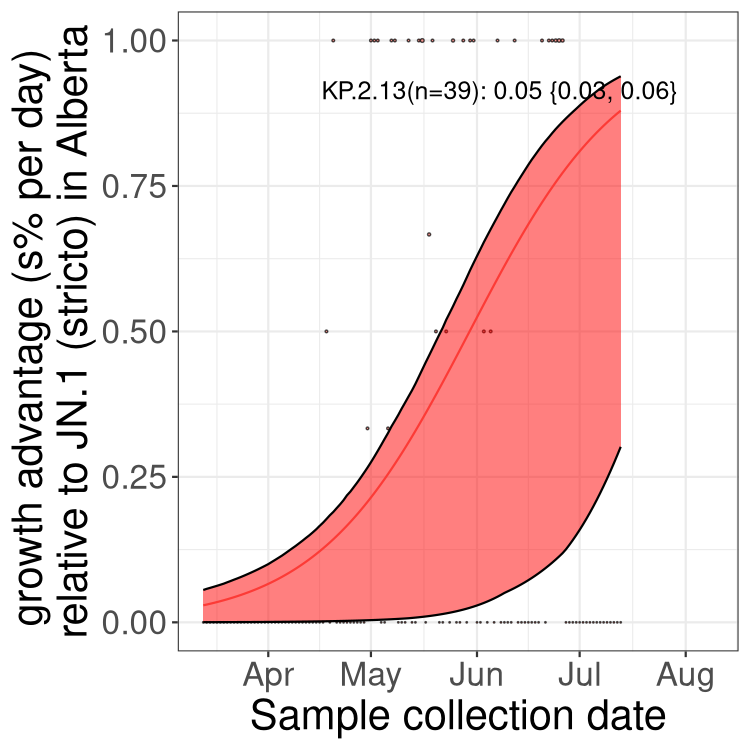 growth advantage (s% per day)
relative to JN.1 (stricto) in Alberta
1.00
0.75
0.50
0.25
0.00
KP.2.13(n=39): 0.05 {0.03, 0.06}
Apr May Jun Jul Aug
Sample collection date